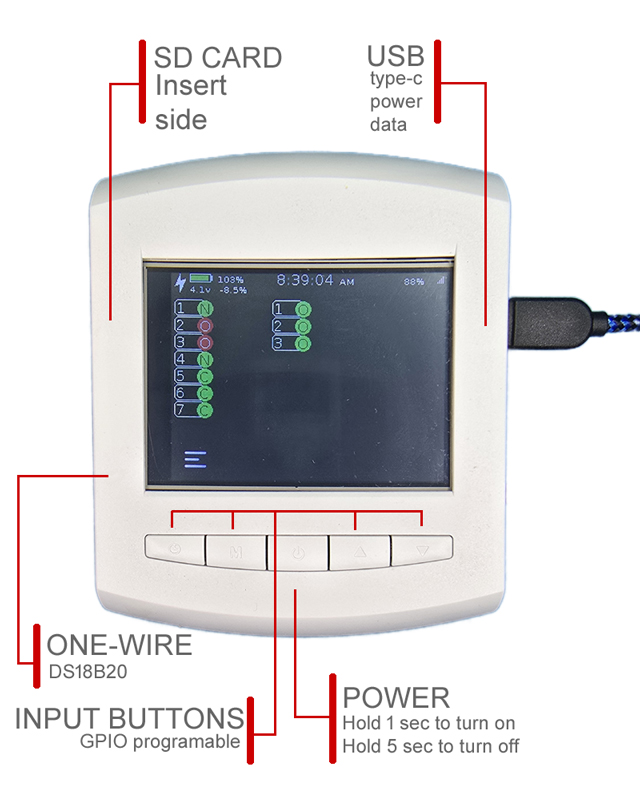 SD CARD
Insert
side
USB
type-c
power
data
103%
8:39:04 AM
88%
4.1v -8.5%
1 N
2 O
3 O
4 N
5 C
6 C
7 C
1 O
2 O
3 O
M
ONE-WIRE
DS18B20
INPUT BUTTONS
GPIO programable
POWER
Hold 1 sec to turn on
Hold 5 sec to turn off